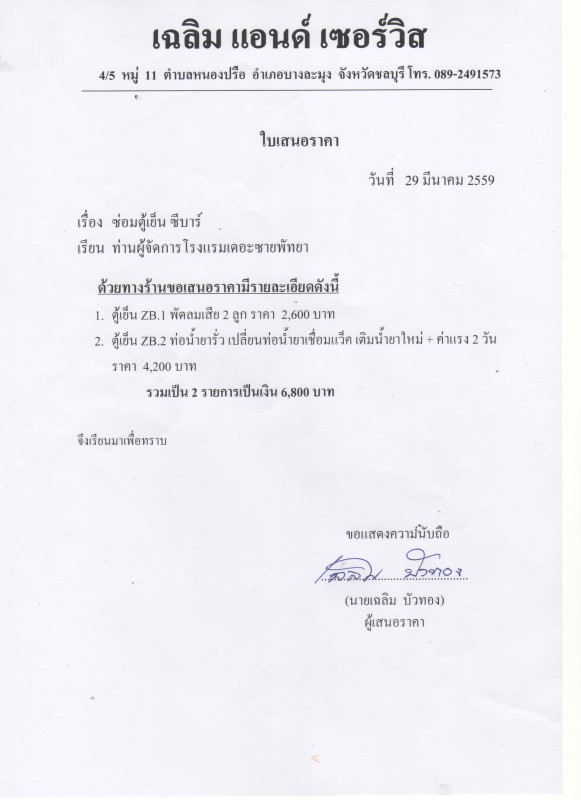 เฉลิม แอนด์ เซอร์วิส
4/5 หมู่ 11 ตำบลหนองปรือ อำเภอบางละมุง จังหวัดชลบุรี โทร. 089-2491573
ใบเสนอราคา
วันที่ 29 มีนาคม 2559
เรื่อง ซ่อมตู้เย็น ซีบาร์
เรียน ท่านผู้จัดการ โรงแรมเดอะซายพัทยา
ด้วยทางร้านขอเสนอราคามีรายละเอียดดังนี้
1. ตู้เย็น ZB.1 พัดลมเสีย 2 ลูก ราคา 2,600 บาท
2. ตู้เย็น ZB.2 ท่อน้ำยารั่ว เปลี่ยนท่อน้ำยาเชื่อมแว็ค เติมน้ำยาใหม่ + ค่าแรง 2 วัน
ราคา 4,200 บาท
รวมเป็น 2 รายการเป็นเงิน 6,800 บาท
จึงเรียนมาเพื่อทราบ
ขอแสดงความนับถือ
เฉลิม บัวทอง
(นายเฉลิม บัวทอง)
ผู้เสนอราคา